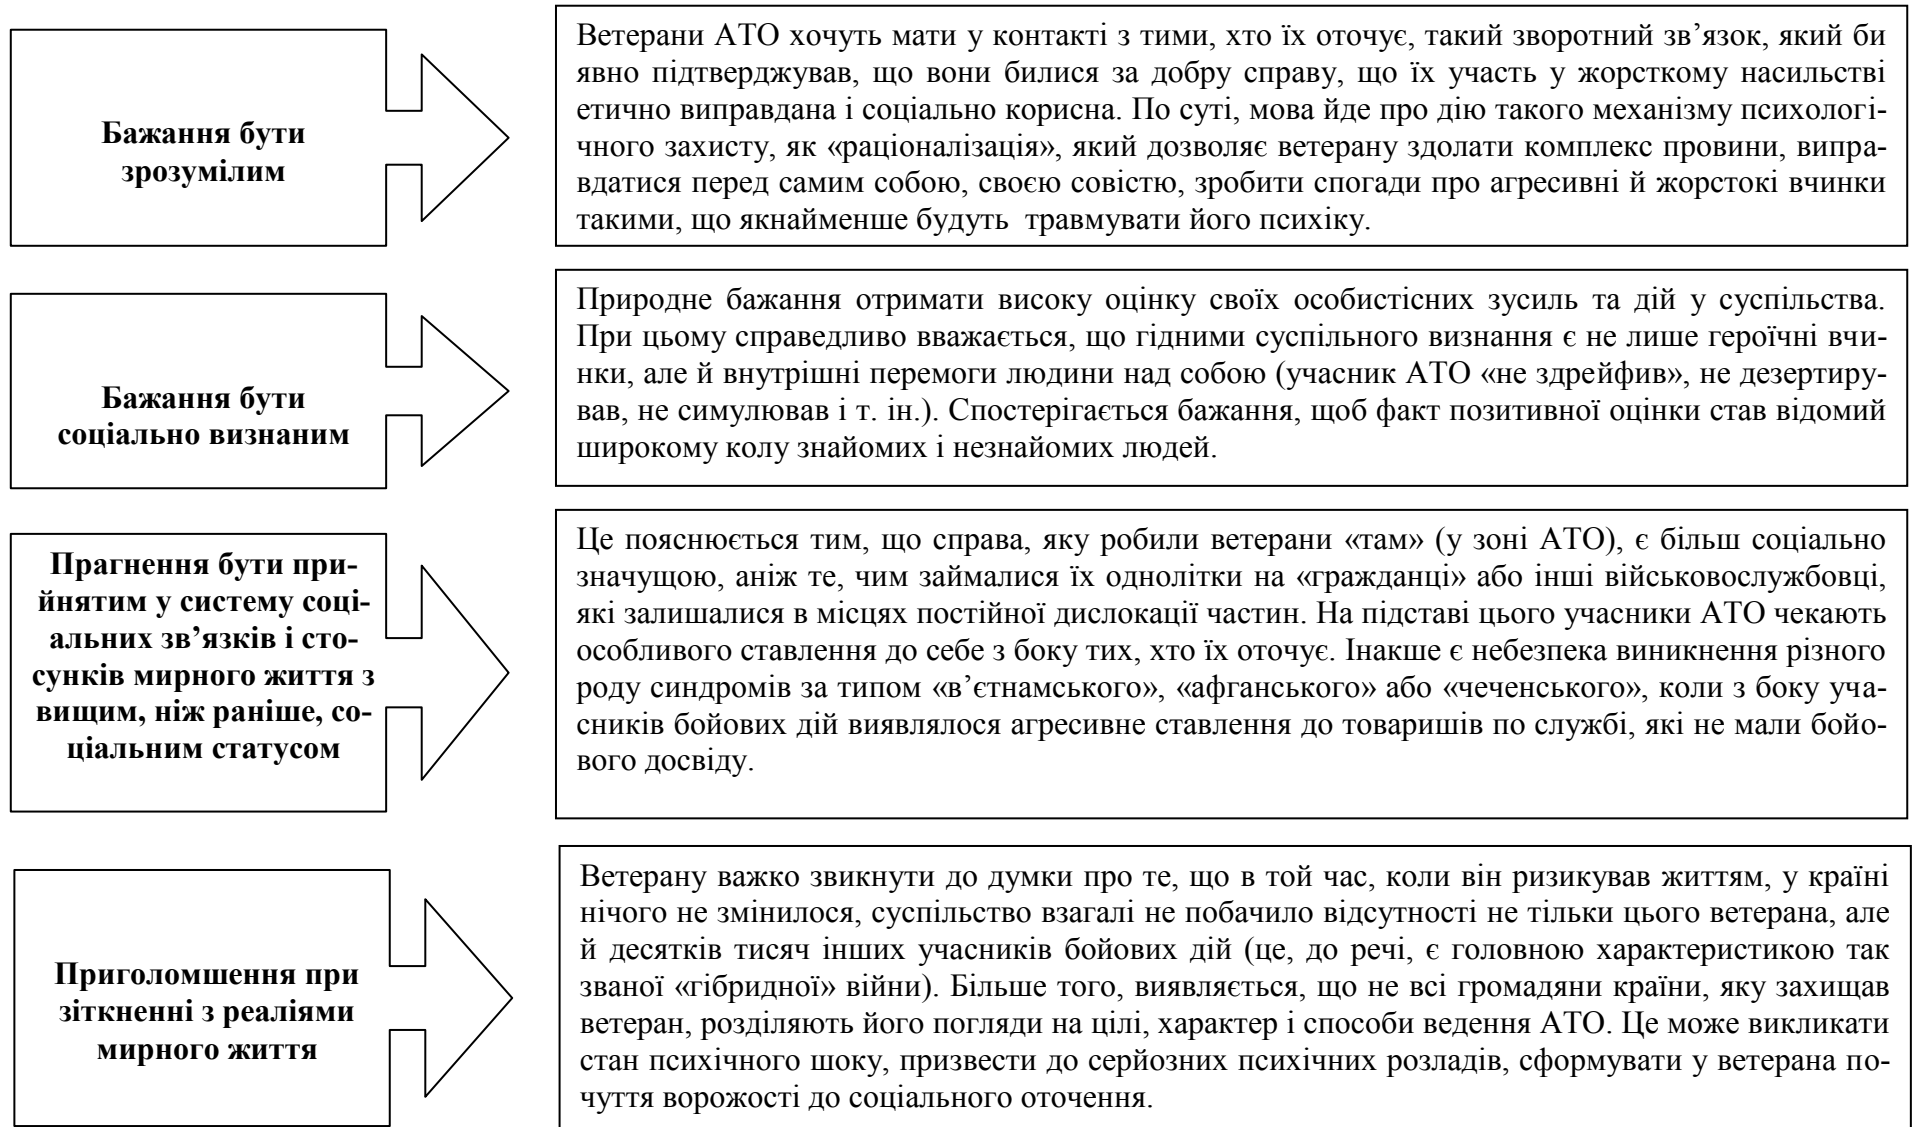 Бажання бути
зрозумілим
Ветерани АТО хочуть мати у контакті з тими, хто їх оточує, такий зворотний зв’язок, який би
явно підтверджував, що вони билися за добру справу, що їх участь у жорсткому насильстві
етично виправдана і соціально корисна. По суті, мова йде про дію такого механізму психологі-
чного захисту, як «раціоналізація», який дозволяє ветерану здолати комплекс провини, випра-
вдатися перед самим собою, своєю совістю, зробити спогади про агресивні й жорстокі вчинки
такими, що якнайменше будуть травмувати його психіку.
Бажання бути
соціально визнаним
Природне бажання отримати високу оцінку своїх особистісних зусиль та дій у суспільства.
При цьому справедливо вважається, що гідними суспільного визнання є не лише героїчні вчи-
нки, але й внутрішні перемоги людини над собою (учасник АТО «не здрейфив», не дезертиру-
вав, не симулював і т. ін.). Спостерігається бажання, щоб факт позитивної оцінки став відомий
широкому колу знайомих і незнайомих людей.
Прагнення бути при-
йнятим у систему соці-
альних зв’язків і сто-
сунків мирного життя з
вищим, ніж раніше, со-
ціальним статусом
Це пояснюється тим, що справа, яку робили ветерани «там» (у зоні АТО), є більш соціально
значущою, аніж те, чим займалися їх однолітки на «гражданці» або інші військовослужбовці,
які залишалися в місцях постійної дислокації частин. На підставі цього учасники АТО чекають
особливого ставлення до себе з боку тих, хто їх оточує. Інакше є небезпека виникнення різного
роду синдромів за типом «в’єтнамського», «афганського» або «чеченського», коли з боку уча-
сників бойових дій виявлялося агресивне ставлення до товаришів по службі, які не мали бойо-
вого досвіду.
Приголомшення при
зіткненні з реаліями
мирного життя
Ветерану важко звикнути до думки про те, що в той час, коли він ризикував життям, у країні
нічого не змінилося, суспільство взагалі не побачило відсутності не тільки цього ветерана, але
й десятків тисяч інших учасників бойових дій (це, до речі, є головною характеристикою так
званої «гібридної» війни). Більше того, виявляється, що не всі громадяни країни, яку захищав
ветеран, розділяють його погляди на цілі, характер і способи ведення АТО. Це може викликати
стан психічного шоку, призвести до серйозних психічних розладів, сформувати у ветерана по-
чуття ворожості до соціального оточення.